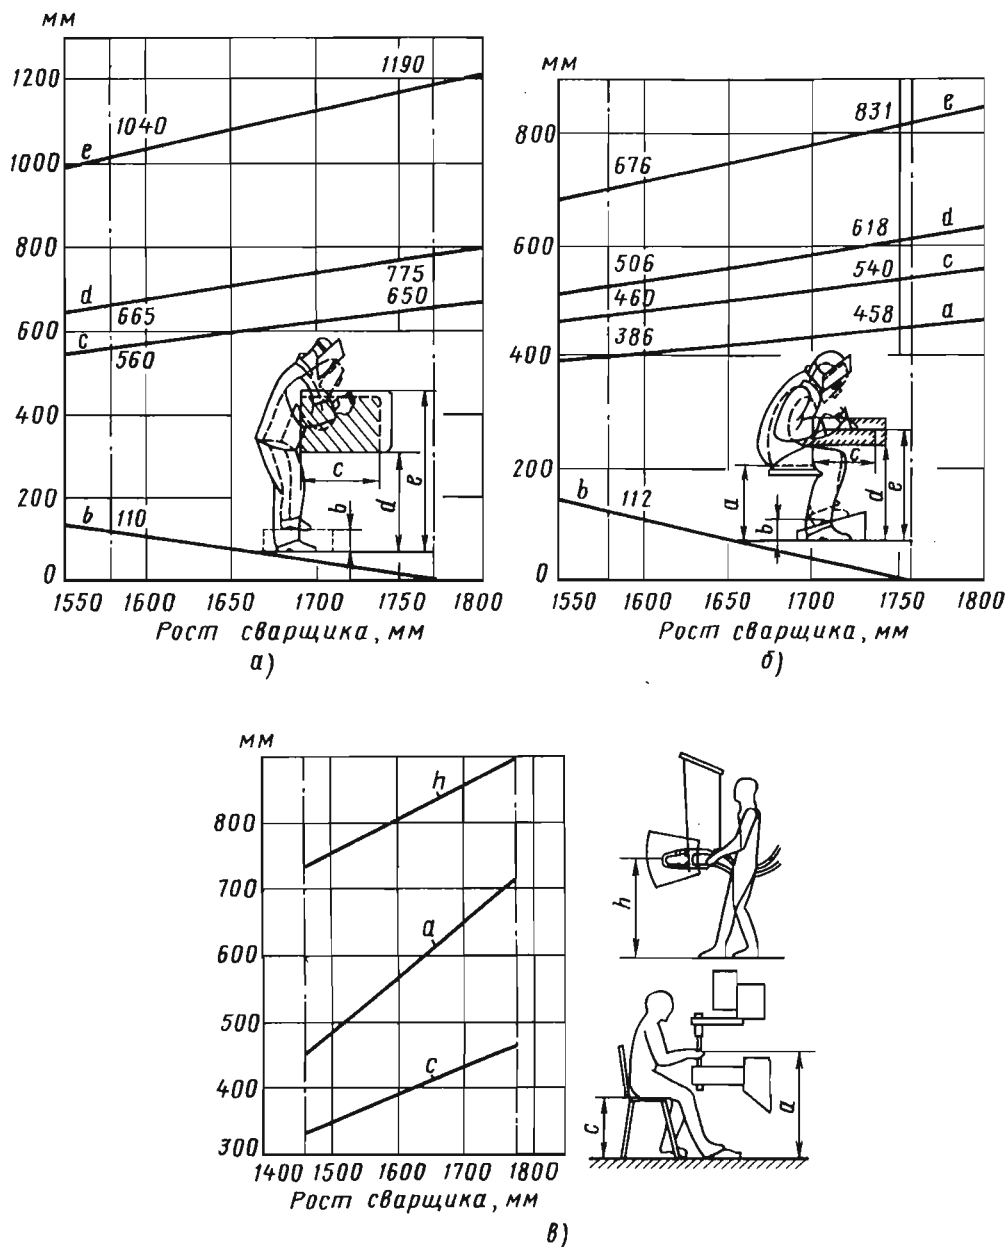 мм
1200
1000
800
600
400
200
0
1190
1040
e
775
d
665
650
c
560
b 110
c d e
b
1550 1600 1650 1700 1750 1800
Рост сварщика, мм
а)
мм
800
600
400
200
0
831 e
676
618 d
506
540 c
460
458 a
386
b 112
a b c d e
1550 1600 1650 1700 1750 1800
Рост сварщика, мм
б)
мм
800
700
600
500
400
300
h
a
c
1400 1500 1600 1700 1800
Рост сварщика, мм
h
c
a
в)